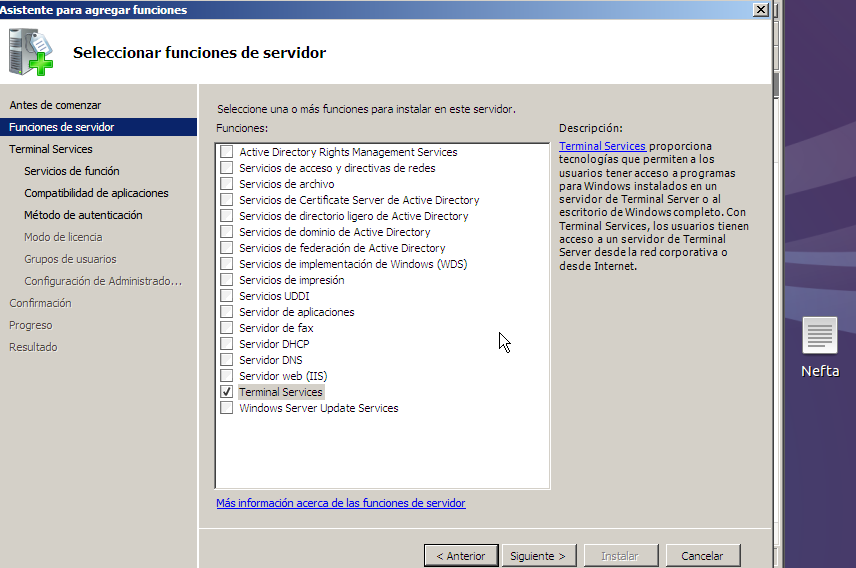 Asistente para agregar funciones
Seleccionar funciones de servidor
Antes de comenzar
Funciones de servidor
Terminal Services
Servicios de función
Compatibilidad de aplicaciones
Método de autenticación
Modo de licencia
Grupos de usuarios
Configuración de Administrado...
Confirmación
Progreso
Resultado
Seleccione una o más funciones para instalar en este servidor.
Funciones:
Active Directory Rights Management Services
Servicios de acceso y directivas de redes
Servicios de archivo
Servicios de Certificate Server de Active Directory
Servicios de directorio ligero de Active Directory
Servicios de dominio de Active Directory
Servicios de federación de Active Directory
Servicios de implementación de Windows (WDS)
Servicios de impresión
Servicios UDDI
Servidor de aplicaciones
Servidor de fax
Servidor DHCP
Servidor DNS
Servidor web (IIS)
Terminal Services
Windows Server Update Services
Más información acerca de las funciones de servidor
Descripción:
Terminal Services proporciona
tecnologías que permiten a los
usuarios tener acceso a programas
para Windows instalados en un
servidor de Terminal Server o al
escritorio de Windows completo. Con
Terminal Services, los usuarios tienen
acceso a un servidor de Terminal
Server desde la red corporativa o
desde Internet.
< Anterior
Siguiente >
Instalar
Cancelar
Nefta